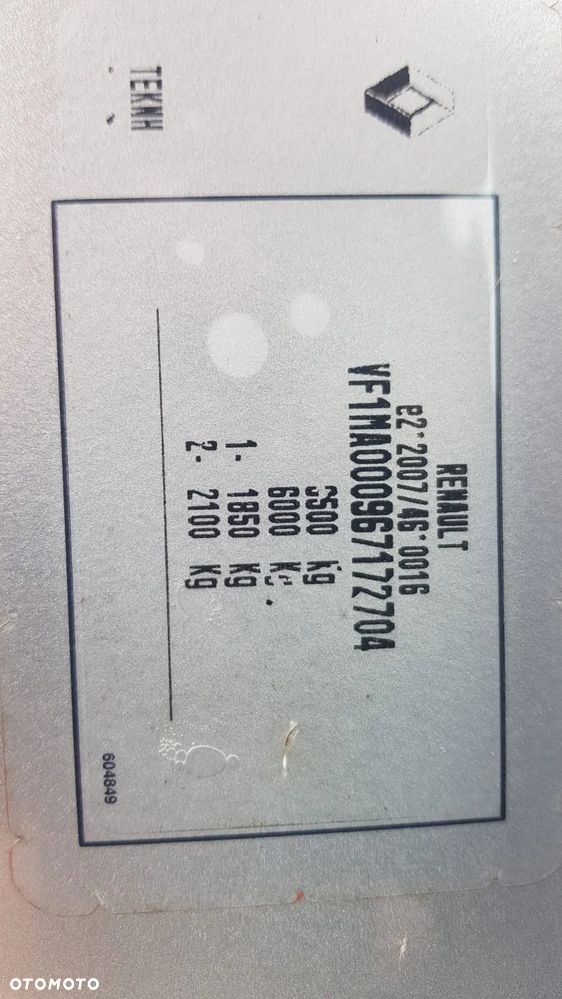 RENAULT
e2*2007//46*0016
VF1MA000967172704
3500 kg
6000 Kg
1- 1850 Kg
2- 2100 Kg
TEKNH
604849
OTOMOTO